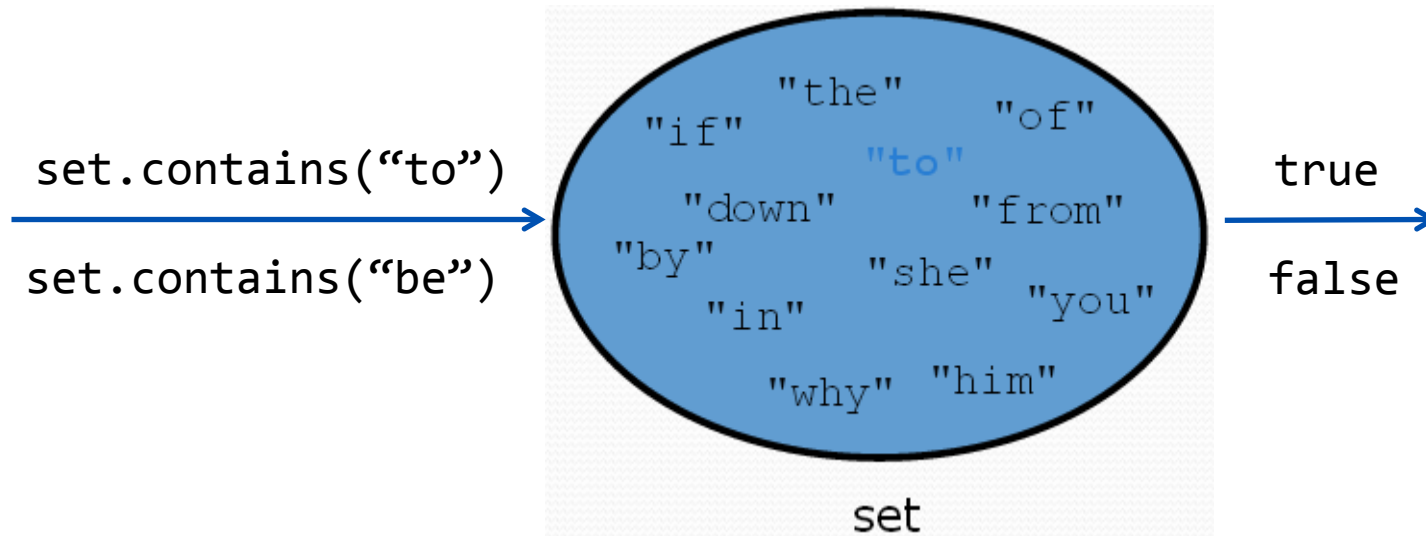 set.contains(“to”)
set.contains(“be”)
"the"
"of"
"if"
"to"
"down"
"from"
"by"
"she"
"in"
"you"
"why"
"him"
set
true
false